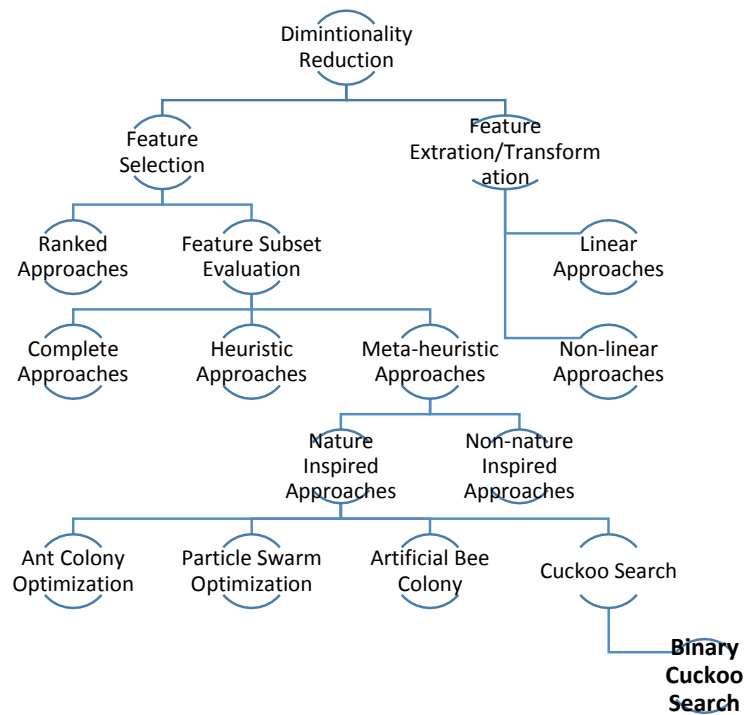 Dimintionality
Reduction
Feature
Selection
Feature
Extration/Transform
ation
Ranked
Approaches
Feature Subset
Evaluation
Linear
Approaches
Complete
Approaches
Heuristic
Approaches
Meta-heuristic
Approaches
Non-linear
Approaches
Nature
Inspired
Approaches
Non-nature
Inspired
Approaches
Ant Colony
Optimization
Particle Swarm
Optimization
Artificial Bee
Colony
Cuckoo Search
Binary
Cuckoo
Search